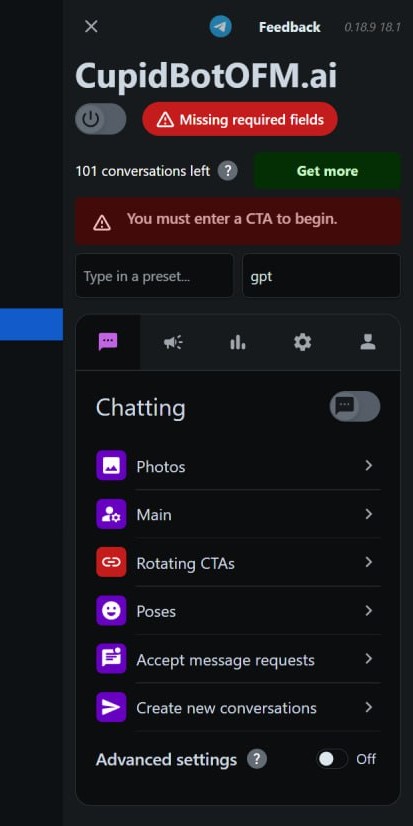 Feedback
0.18.9 18.1
CupidBotOFM.ai
Missing required fields
101 conversations left ?
Get more
You must enter a CTA to begin.
Type in a preset...
gpt
Chatting
Photos
Main
Rotating CTAs
Poses
Accept message requests
Create new conversations
Advanced settings ?
Off